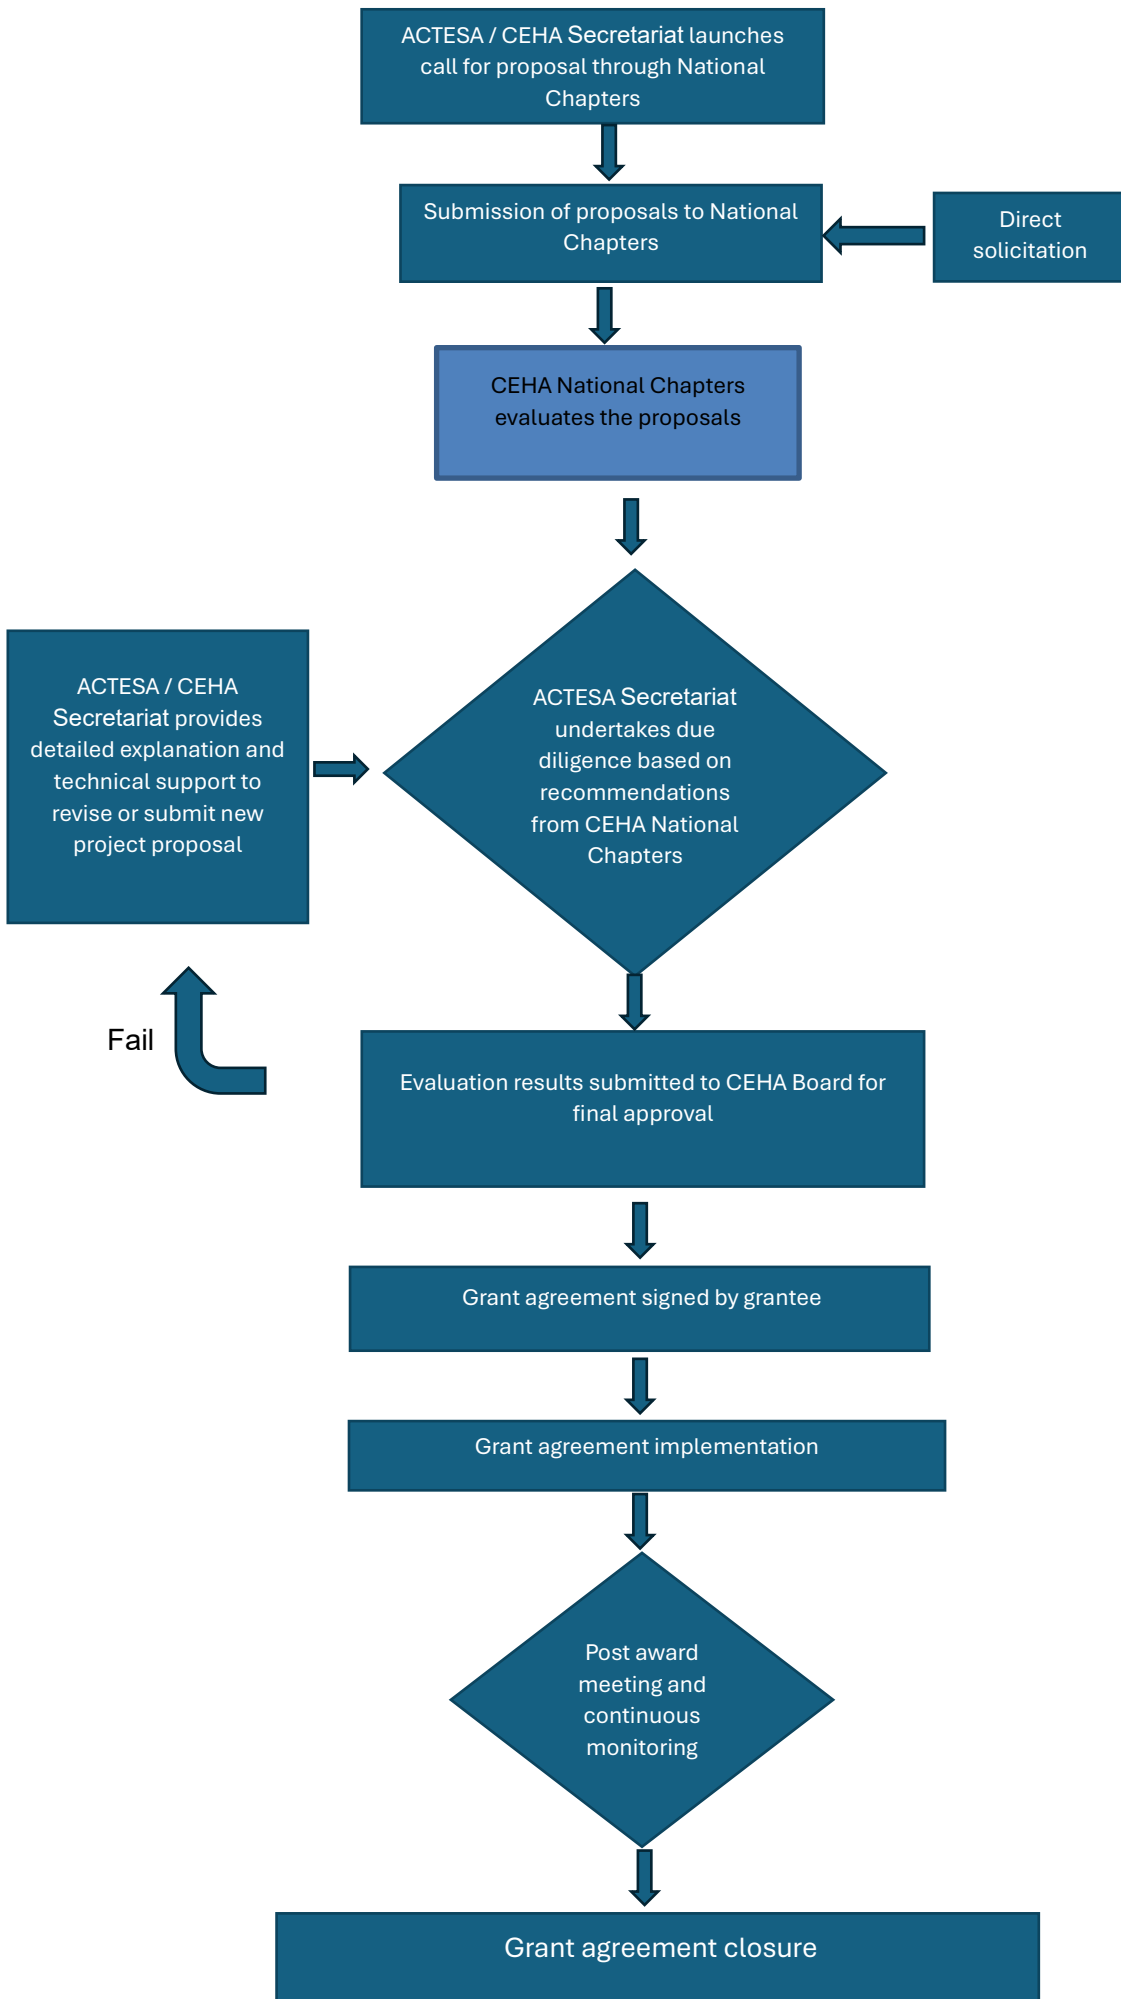 ACTESA / CEHA Secretariat launches
call for proposal through National
Chapters
Submission of proposals to National
Chapters
Direct
solicitation
CEHA National Chapters
evaluates the proposals
ACTESA / CEHA
Secretariat provides
detailed explanation and
technical support to
revise or submit new
project proposal
ACTESA Secretariat
undertakes due
diligence based on
recommendations
from CEHA National
Chapters
Fail
Evaluation results submitted to CEHA Board for
final approval
Grant agreement signed by grantee
Grant agreement implementation
Post award
meeting and
continuous
monitoring
Grant agreement closure